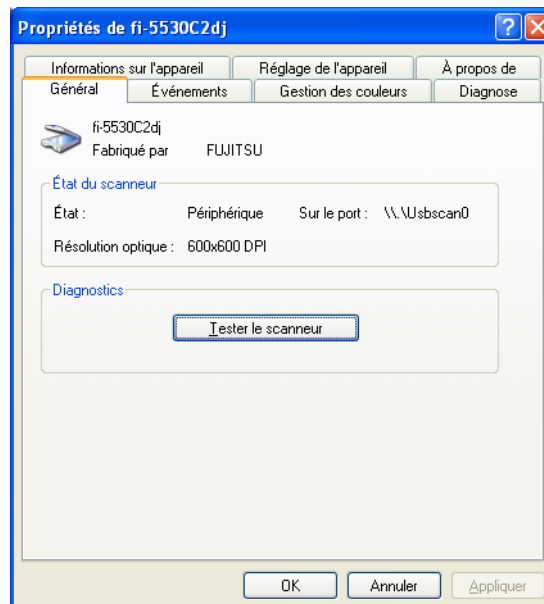 Propriétés de fi-5530C2dj
Informations sur l'appareil Réglage de l'appareil À propos de
Général Événements Gestion des couleurs Diagnose
fi-5530C2dj
Fabriqué par FUJITSU
État du scanneur
État : Périphérique Sur le port : \\.\Usbscan0
Résolution optique : 600x600 DPI
Diagnostics
Tester le scanneur
OK Annuler Appliquer